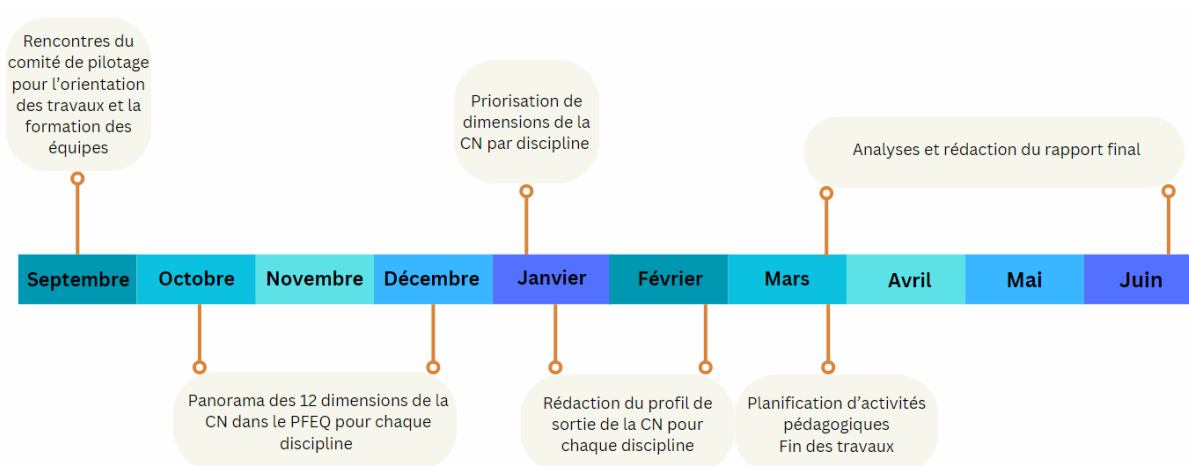 Rencontres du
comité de pilotage
pour l'orientation
des travaux et la
formation des
équipes
Priorisation de
dimensions de la
CN par discipline
Analyses et rédaction du rapport final
Septembre
Octobre
Novembre
Décembre
Janvier
Février
Mars
Avril
Mai
Juin
Panorama des 12 dimensions de la
CN dans le PFEQ pour chaque
discipline
Rédaction du profil de
sortie de la CN pour
chaque discipline
Planification d'activités
pédagogiques
Fin des travaux